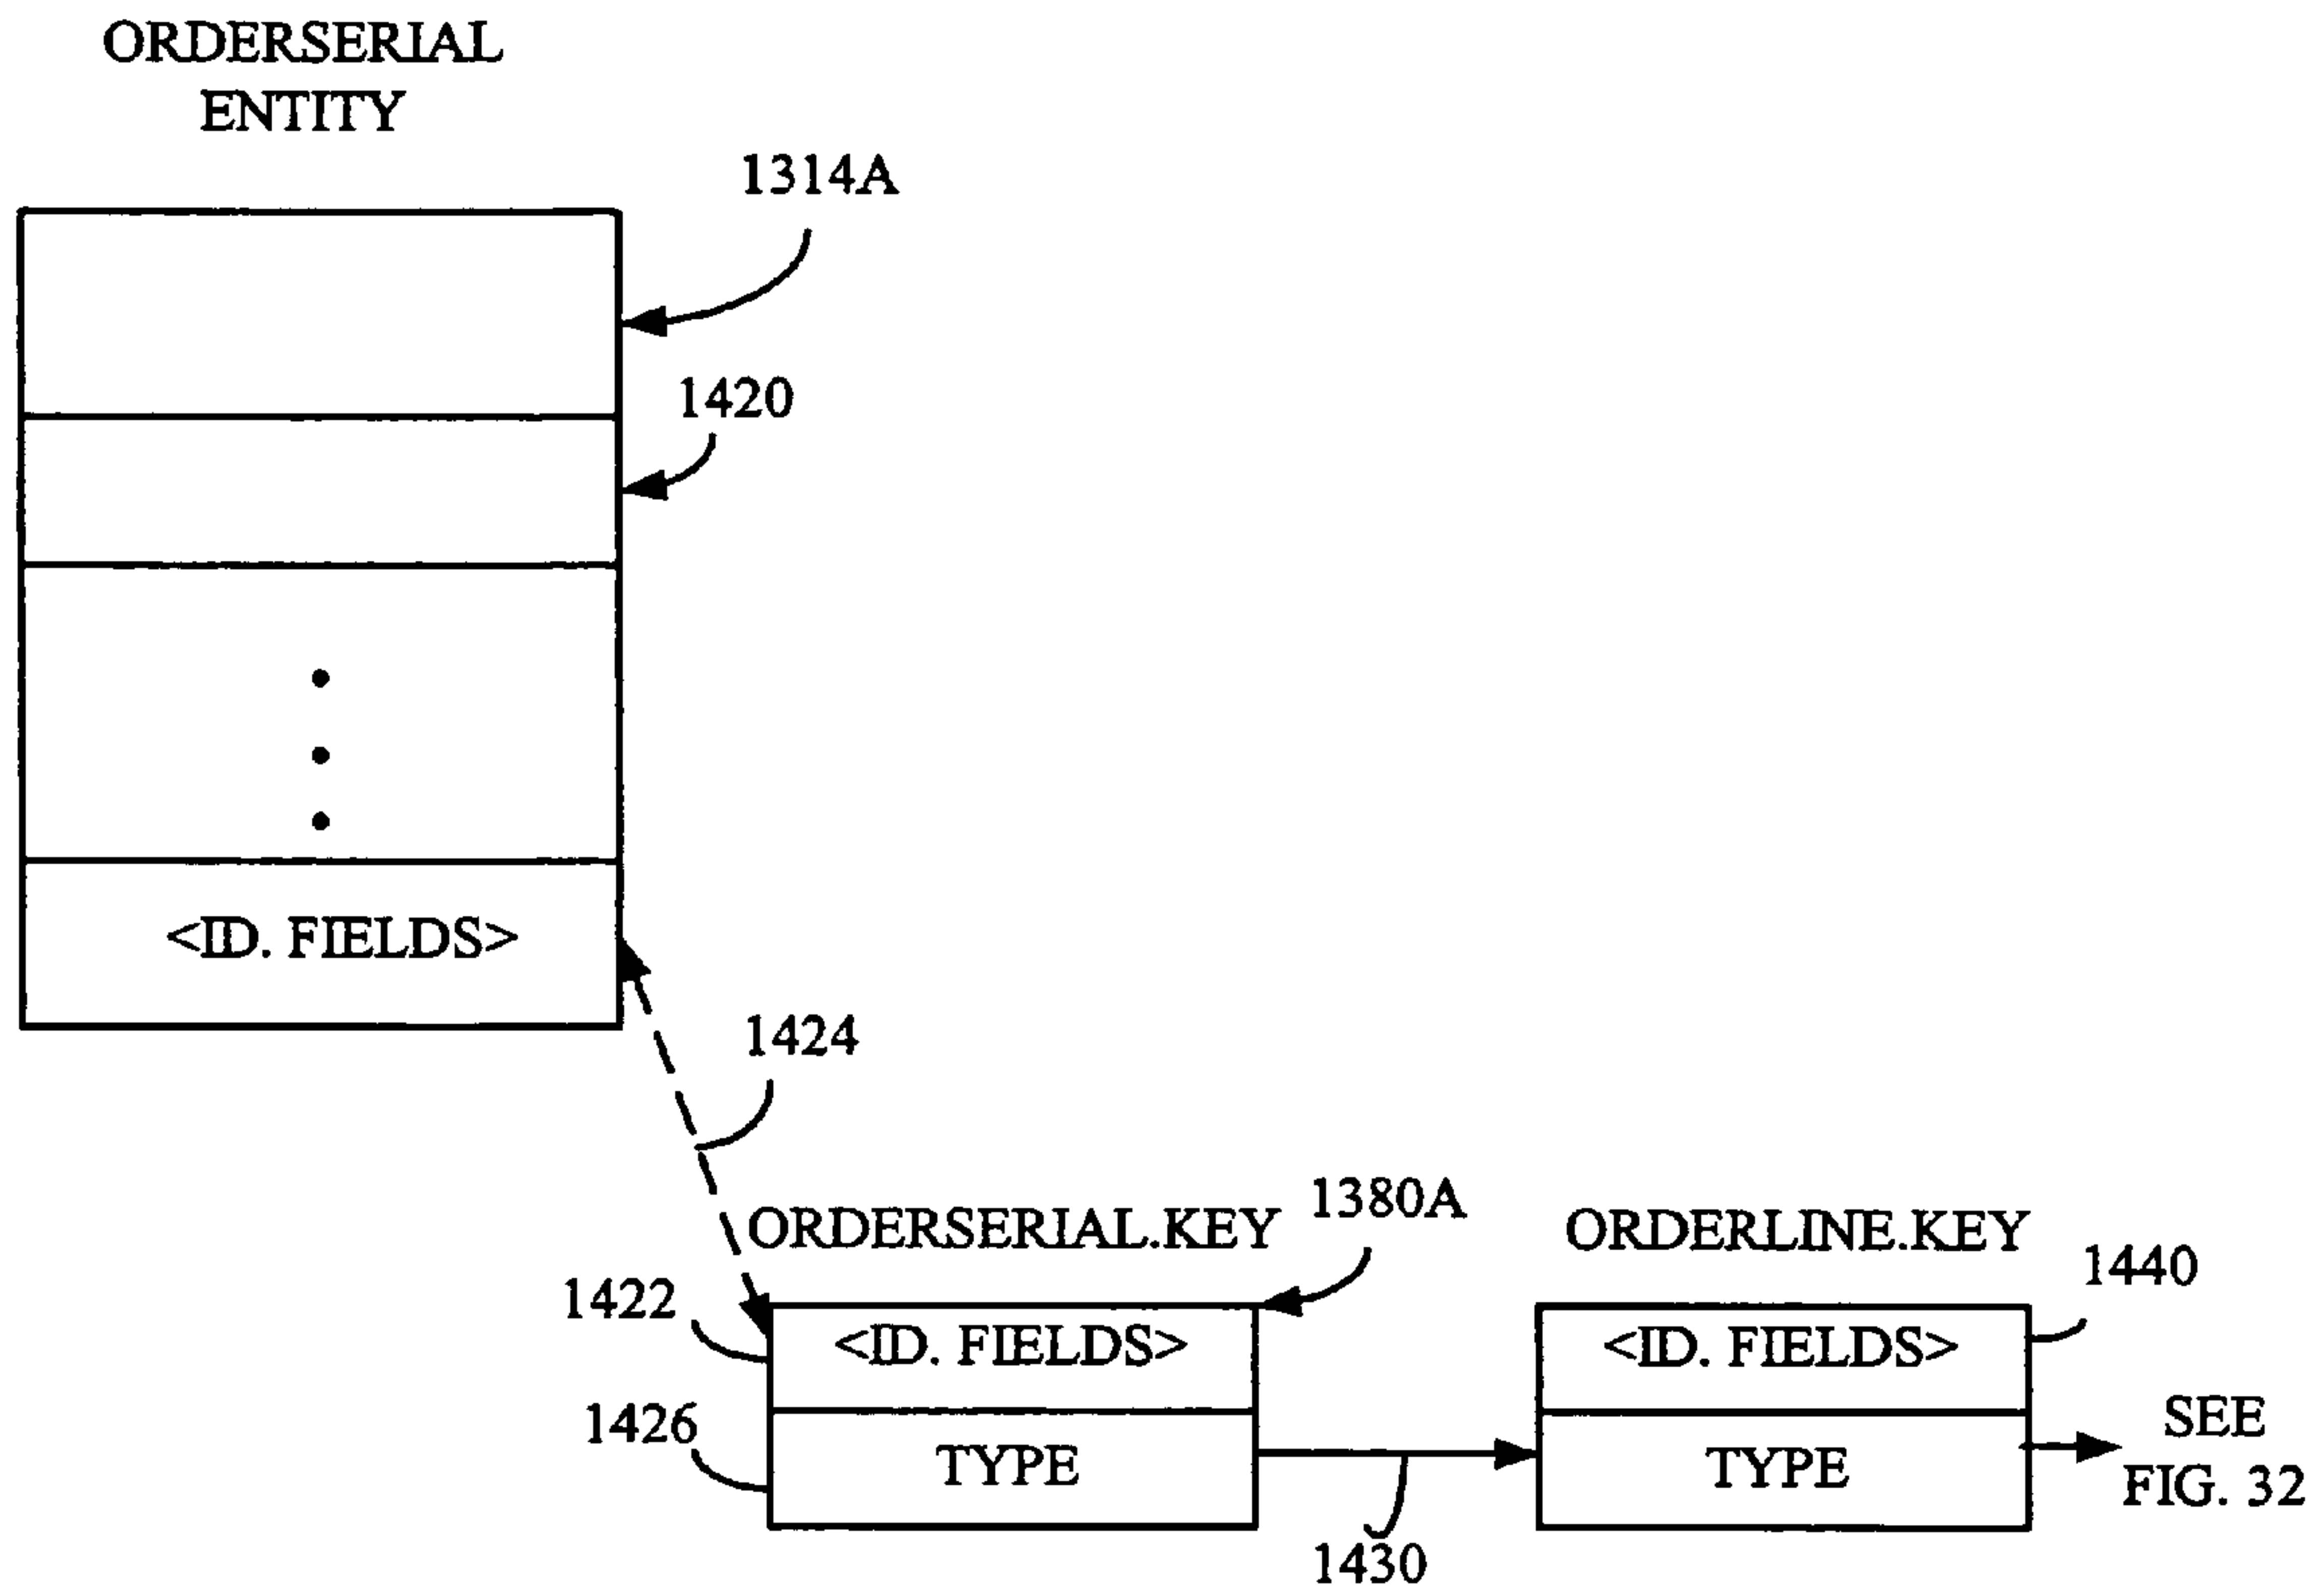 ORDERSERIAL
ENTITY
1314A
1420
<ID. FIELDS>
1424
ORDERSERIAL.KEY
1380A
ORDERLINE.KEY
1440
1422
<ID. FIELDS>
<ID. FIELDS>
1426
TYPE
TYPE
SEE
FIG. 32
1430